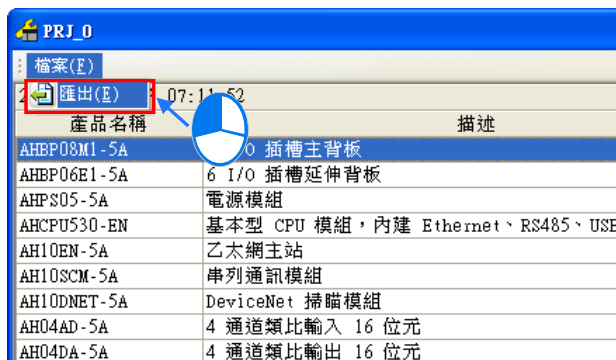 PRJ_0
檔案(F)
匯出(E)
2 07:11:52
產品名稱 描述
AHBP08M1-5A I/O 插槽主背板
AHBP06E1-5A 6 I/O 插槽延伸背板
AHPS05-5A 電源模組
AHCPU530-EN 基本型 CPU 模組，內建 Ethernet、RS485、USB
AH10EN-5A 乙太網主站
AH10SCM-5A 串列通訊模組
AH10DNET-5A DeviceNet 掃瞄模組
AH04AD-5A 4 通道類比輸入 16 位元
AH04DA-5A 4 通道類比輸出 16 位元